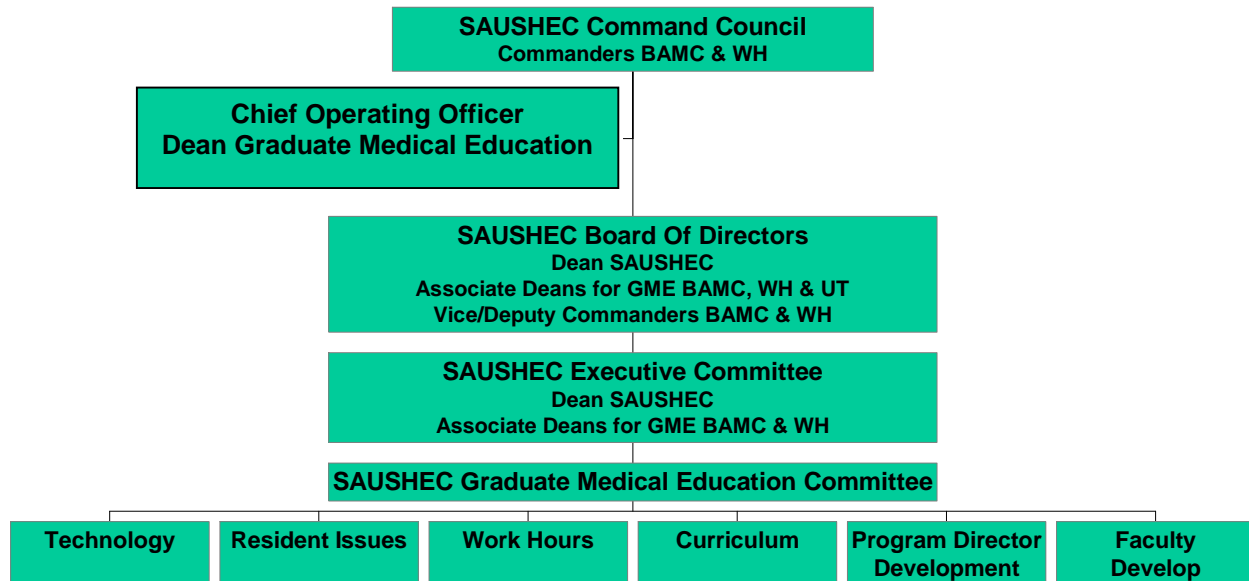 SAUSHEC Command Council
Commanders BAMC & WH
Chief Operating Officer
Dean Graduate Medical Education
SAUSHEC Board Of Directors
Dean SAUSHEC
Associate Deans for GME BAMC, WH & UT
Vice/Deputy Commanders BAMC & WH
SAUSHEC Executive Committee
Dean SAUSHEC
Associate Deans for GME BAMC & WH
SAUSHEC Graduate Medical Education Committee
Technology
Resident Issues
Work Hours
Curriculum
Program Director
Development
Faculty
Develop